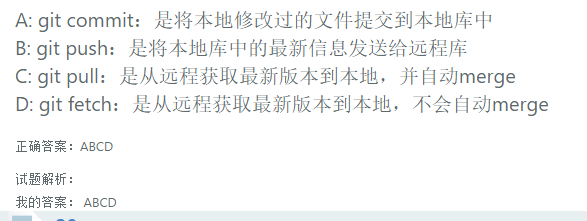 A: git commit：是将本地修改过的文件提交到本地库中
B: git push：是将本地库中的最新信息发送给远程库
C: git pull：是从远程获取最新版本到本地，并自动merge
D: git fetch：是从远程获取最新版本到本地，不会自动merge
正确答案：ABCD
试题解析：
我的答案：ABCD